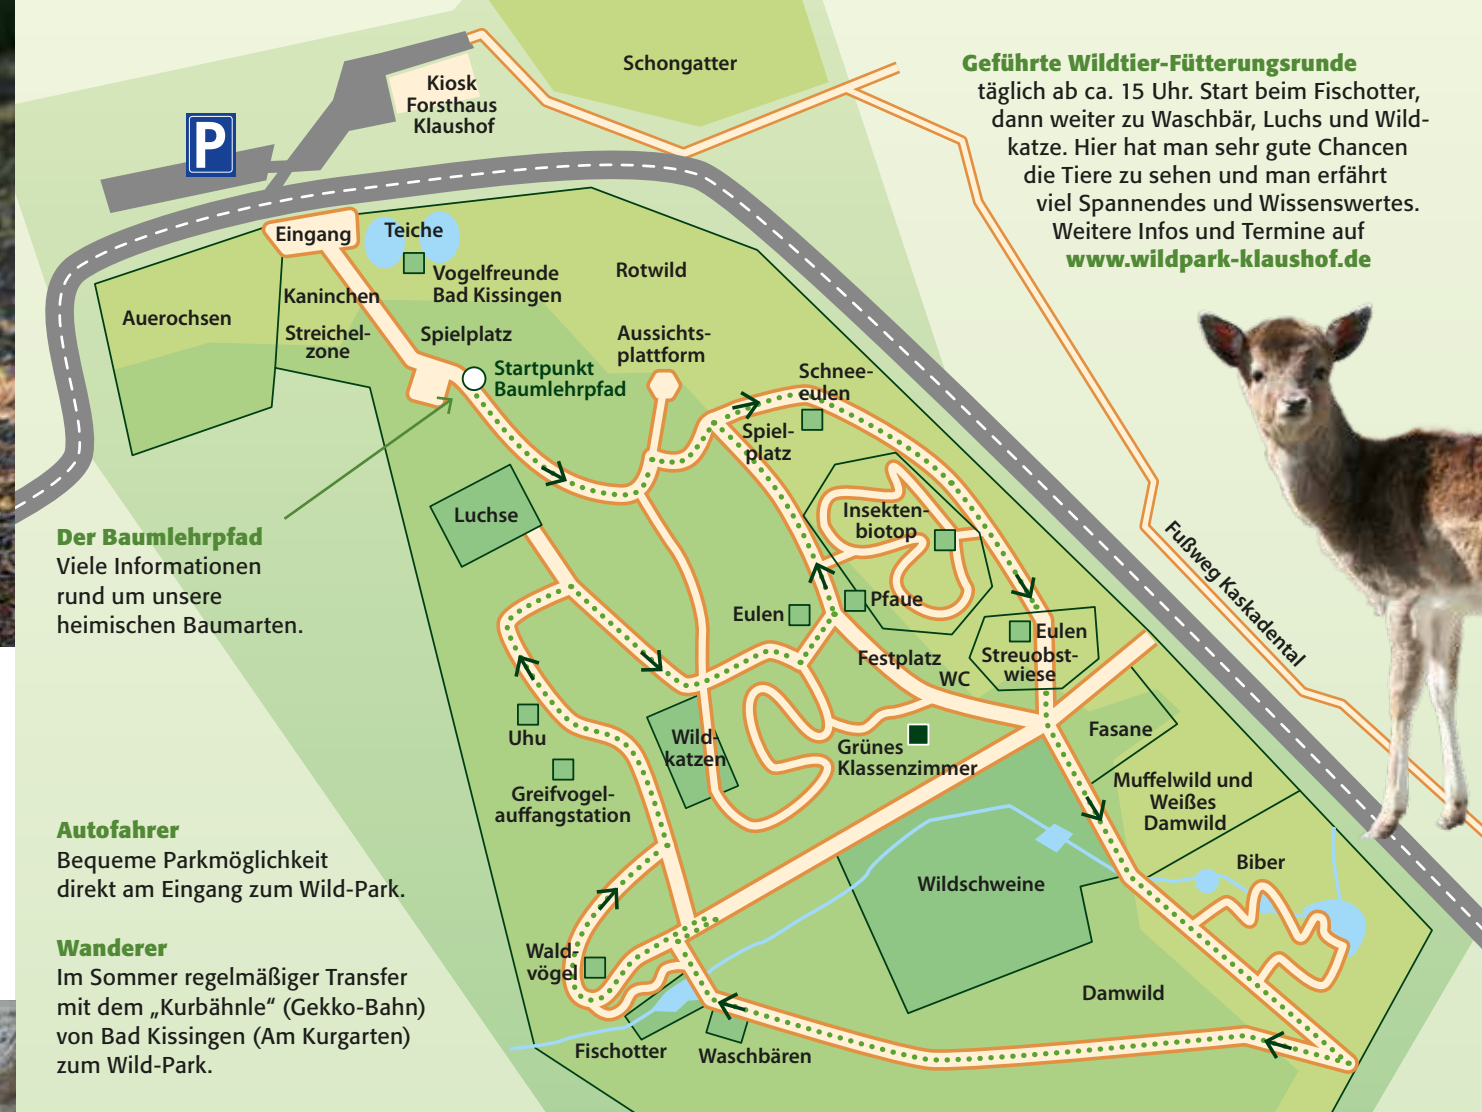 Schongatter
Kiosk
Forsthaus
Klaushof
P
Geführte Wildtier-Fütterungsrunde
täglich ab ca. 15 Uhr. Start beim Fischotter,
dann weiter zu Waschbär, Luchs und Wild-
katze. Hier hat man sehr gute Chancen
die Tiere zu sehen und man erfährt
viel Spannendes und Wissenswertes.
Weitere Infos und Termine auf
www.wildpark-klaushof.de
Eingang
Teiche
Vogelfreunde
Bad Kissingen
Rotwild
Kaninchen
Auerochsen
Streichel-
zone
Spielplatz
Aussichts-
plattform
Startpunkt
Baumlehrpfad
Schnee-
eulen
Spiel-
platz
Luchse
Insekten-
biotop
Der Baumlehrpfad
Viele Informationen
rund um unsere
heimischen Baumarten.
Fußweg Kaskadental
Eulen
Pfaue
Eulen
Streuobst-
wiese
Festplatz
WC
Uhu
Wild-
katzen
Grünes
Klassenzimmer
Fasane
Greifvogel-
auffangstation
Muffelwild und
Weißes
Damwild
Autofahrer
Bequeme Parkmöglichkeit
direkt am Eingang zum Wild-Park.
Biber
Wildschweine
Wanderer
Im Sommer regelmäßiger Transfer
mit dem „Kurbähnle“ (Gekko-Bahn)
von Bad Kissingen (Am Kurgarten)
zum Wild-Park.
Wald-
vögel
Damwild
Fischotter
Waschbären